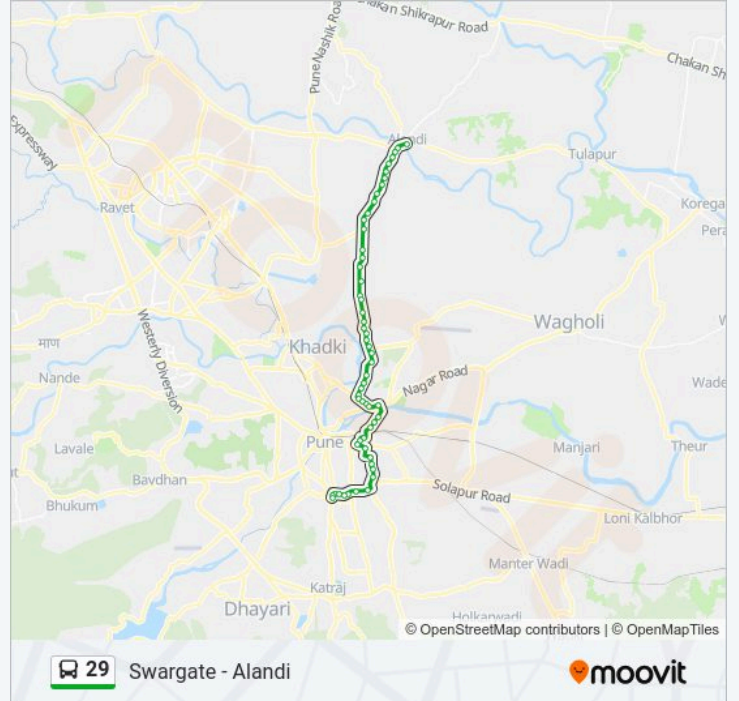 Chakan Shikrapur Road
Pune Nashik Road
Chakan Sh
Expressway
Alandi
Tulapur
Ravet
Korega
Pera
Westerly Diversion
Wagholi
माण
Khadki
Nande
Nagar Road
Wade
Pune
Lavale
Manjari
Theur
Bavdhan
Solapur Road
Bhukum
Loni Kalbhor
Manter Wadi
Katraj
Dhayari
Holkarwadi
© OpenStreetMap contributors | © OpenMapTiles
29 Swargate - Alandi
moovit